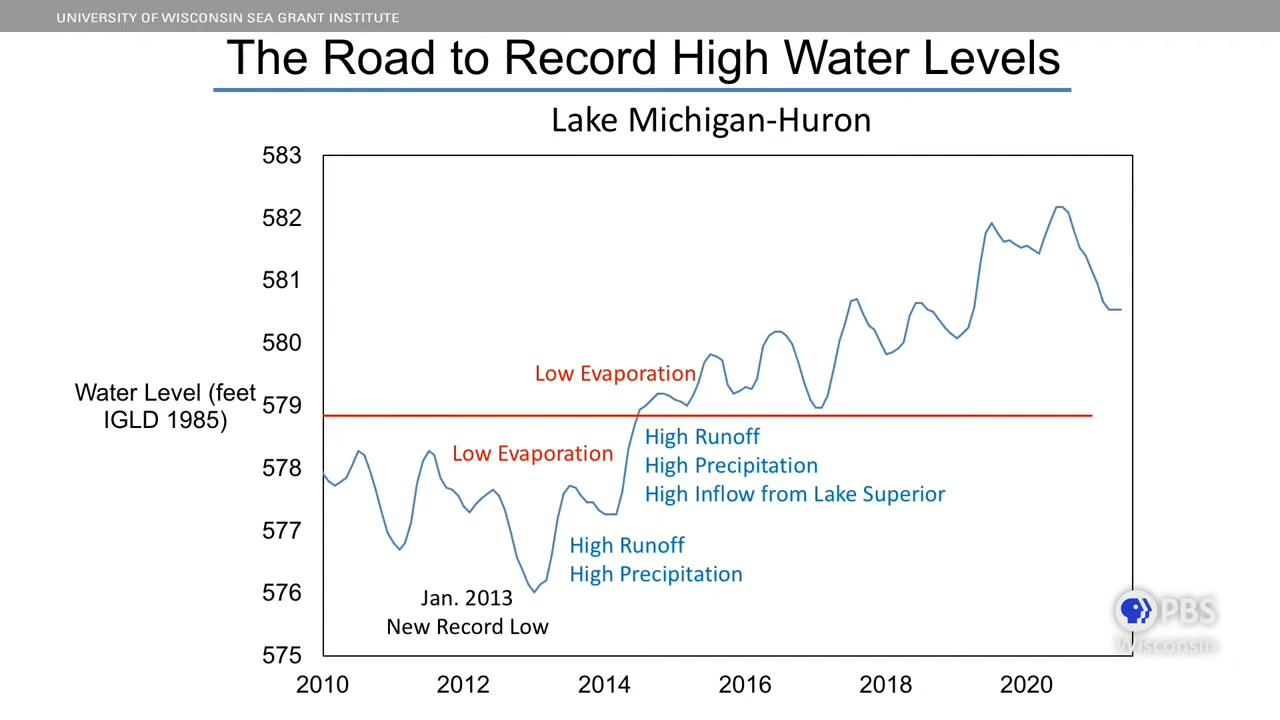 UNIVERSITY OF WISCONSIN SEA GRANT INSTITUTE
The Road to Record High Water Levels
Lake Michigan-Huron
583
582
581
580
579
578
577
576
575
Water Level (feet
IGLD 1985)
Low Evaporation
Low Evaporation
High Runoff
High Precipitation
High Inflow from Lake Superior
High Runoff
High Precipitation
Jan. 2013
New Record Low
2010 2012 2014 2016 2018 2020
PBS
Wisconsin